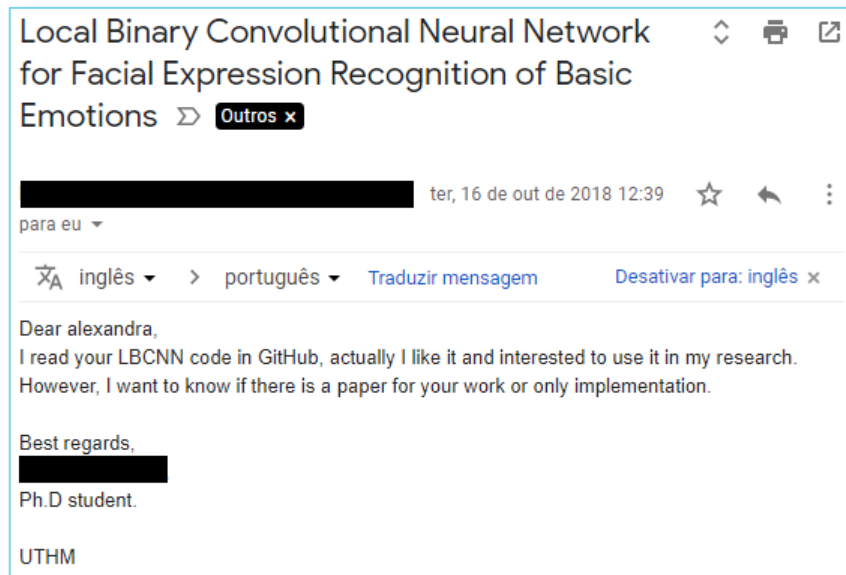 Local Binary Convolutional Neural Network
for Facial Expression Recognition of Basic
Emotions Outros x
ter, 16 de out de 2018 12:39
para eu
inglês > português Traduzir mensagem Desativar para: inglês x
Dear alexandra,
I read your LBCNN code in GitHub, actually I like it and interested to use it in my research.
However, I want to know if there is a paper for your work or only implementation.
Best regards,
Ph.D student.
UTHM